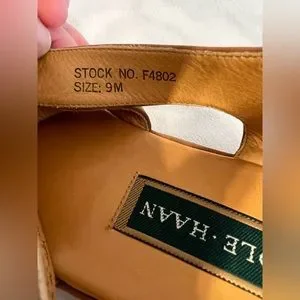 STOCK NO. F4802
SIZE: 9M
OLE·HAAN